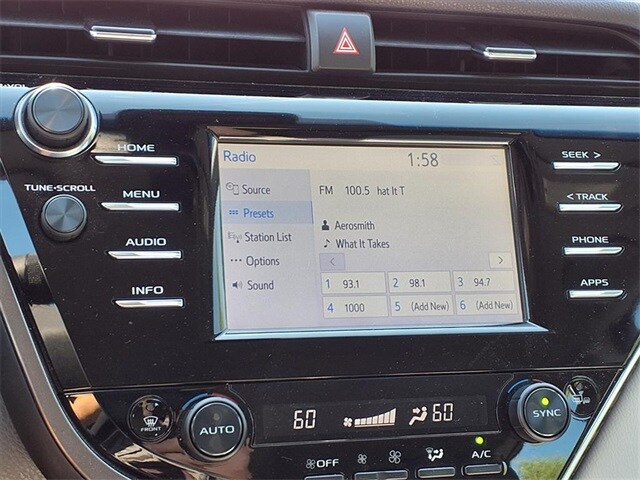 HOME
MENU
TUNE•SCROLL
AUDIO
INFO
Radio
1:58
Source
Presets
Station List
Options
Sound
FM 100.5 hat It T
Aerosmith
What It Takes
<
>
1 93.1
2 98.1
3 94.7
4 1000
5 (Add New)
6 (Add New)
SEEK >
< TRACK
PHONE
APPS
FRONT
AUTO
60
60
SYNC
OFF
A/C